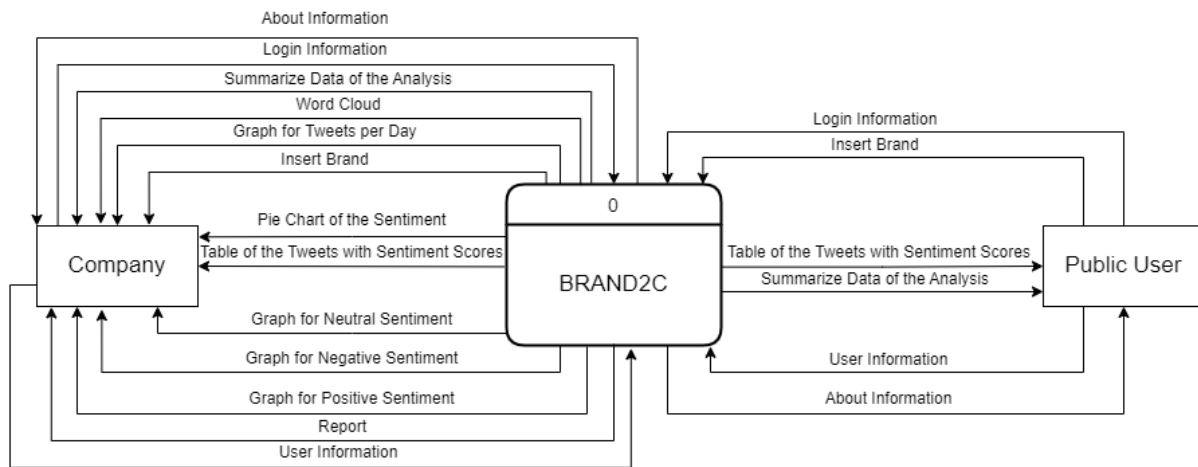 About Information
Login Information
Summarize Data of the Analysis
Word Cloud
Graph for Tweets per Day
Insert Brand
Pie Chart of the Sentiment
Table of the Tweets with Sentiment Scores
Company
Graph for Neutral Sentiment
Graph for Negative Sentiment
Graph for Positive Sentiment
Report
User Information
0
BRAND2C
Login Information
Insert Brand
Table of the Tweets with Sentiment Scores
Summarize Data of the Analysis
Public User
User Information
About Information